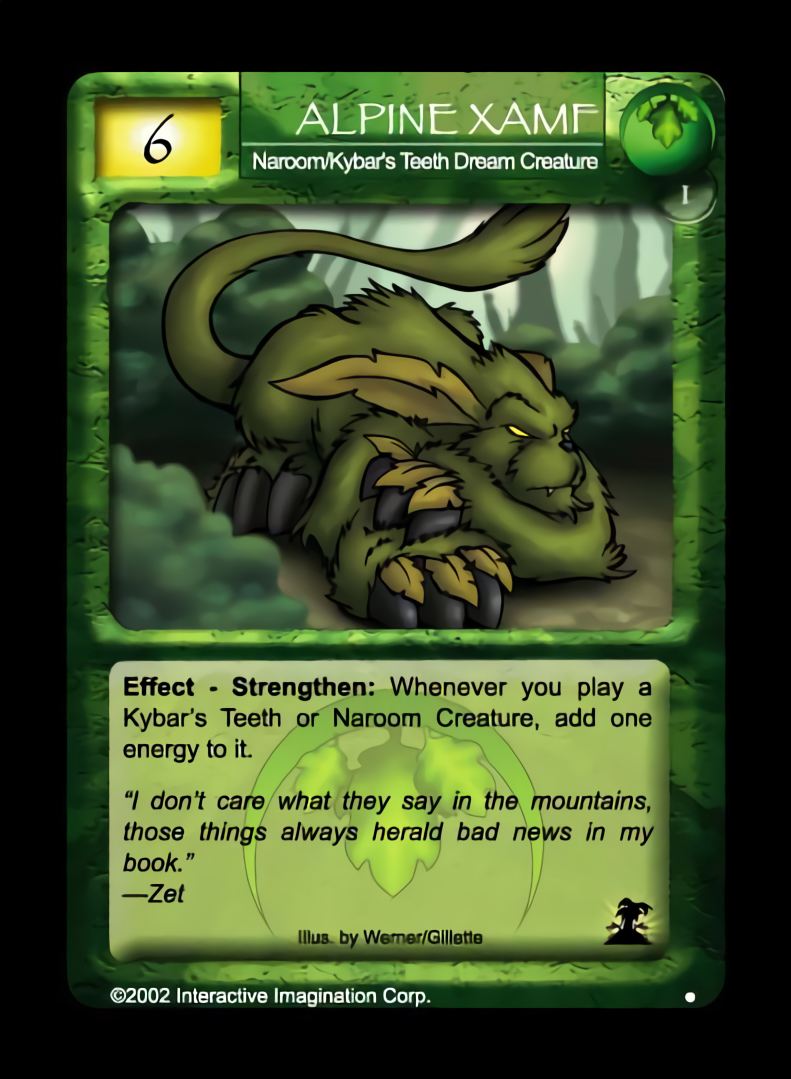 6
ALPINE XAMF
Naroom/Kybar's Teeth Dream Creature
I
Effect - Strengthen: Whenever you play a
Kybar's Teeth or Naroom Creature, add one
energy to it.
“I don't care what they say in the mountains,
those things always herald bad news in my
book.”
—Zet
Illus. by Werner/Gillette
©2002 Interactive Imagination Corp.